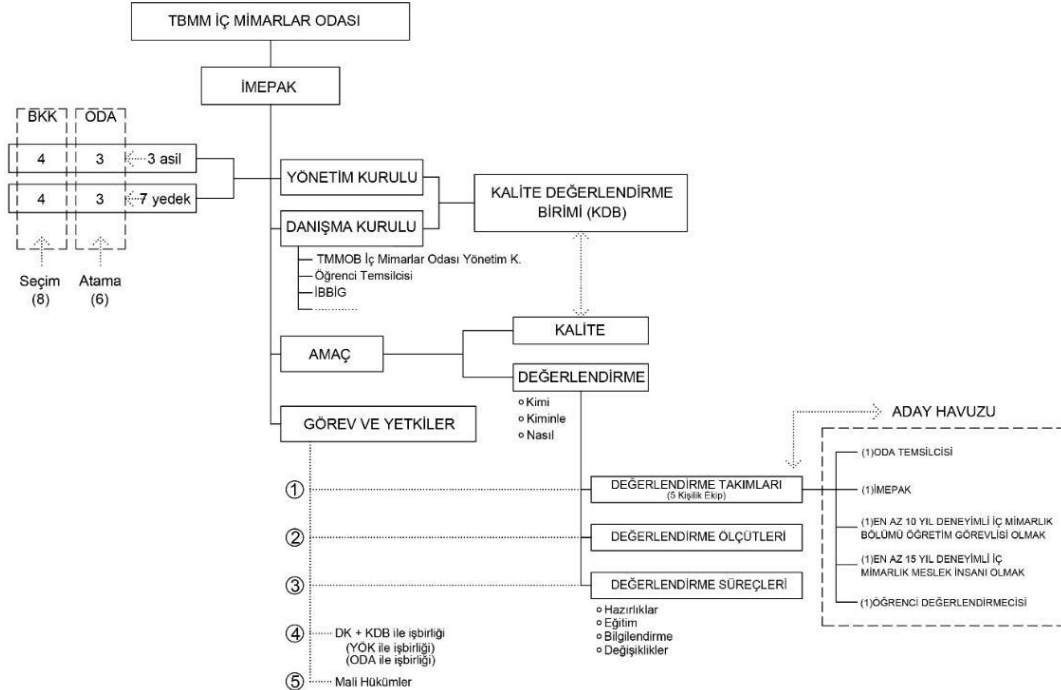 TBMM İÇ MİMARLAR ODASI
İMEPAK
BKK ODA
4 3 3 asil
4 3 7 yedek
Seçim
(8)
Atama
(6)
YÖNETİM KURULU
DANIŞMA KURULU
TMMOB İç Mimarlar Odası Yönetim K.
Öğrenci Temsilcisi
İBBİG
KALİTE DEĞERLENDİRME
BİRİMİ (KDB)
AMAÇ
KALİTE
DEĞERLENDİRME
Kimi
Kiminle
Nasıl
GÖREV VE YETKİLER
ADAY HAVUZU
1
DEĞERLENDİRME TAKIMLARI
(5 Kişilik Ekip)
(1)ODA TEMSİLCİSİ
(1)İMEPAK
(1)EN AZ 10 YIL DENEYİMLİ İÇ MİMARLIK
BÖLÜMÜ ÖĞRETİM GÖREVLİSİ OLMAK
(1)EN AZ 15 YIL DENEYİMLİ İÇ
MİMARLIK MESLEK İNSANI OLMAK
(1)ÖĞRENCİ DEĞERLENDİRMECİSİ
2
DEĞERLENDİRME ÖLÇÜTLERİ
3
DEĞERLENDİRME SÜREÇLERİ
Hazırlıklar
Eğitim
Bilgilendirme
Değişiklikler
4
DK + KDB ile işbirliği
(YÖK ile işbirliği)
(ODA ile işbirliği)
5
Mali Hükümler